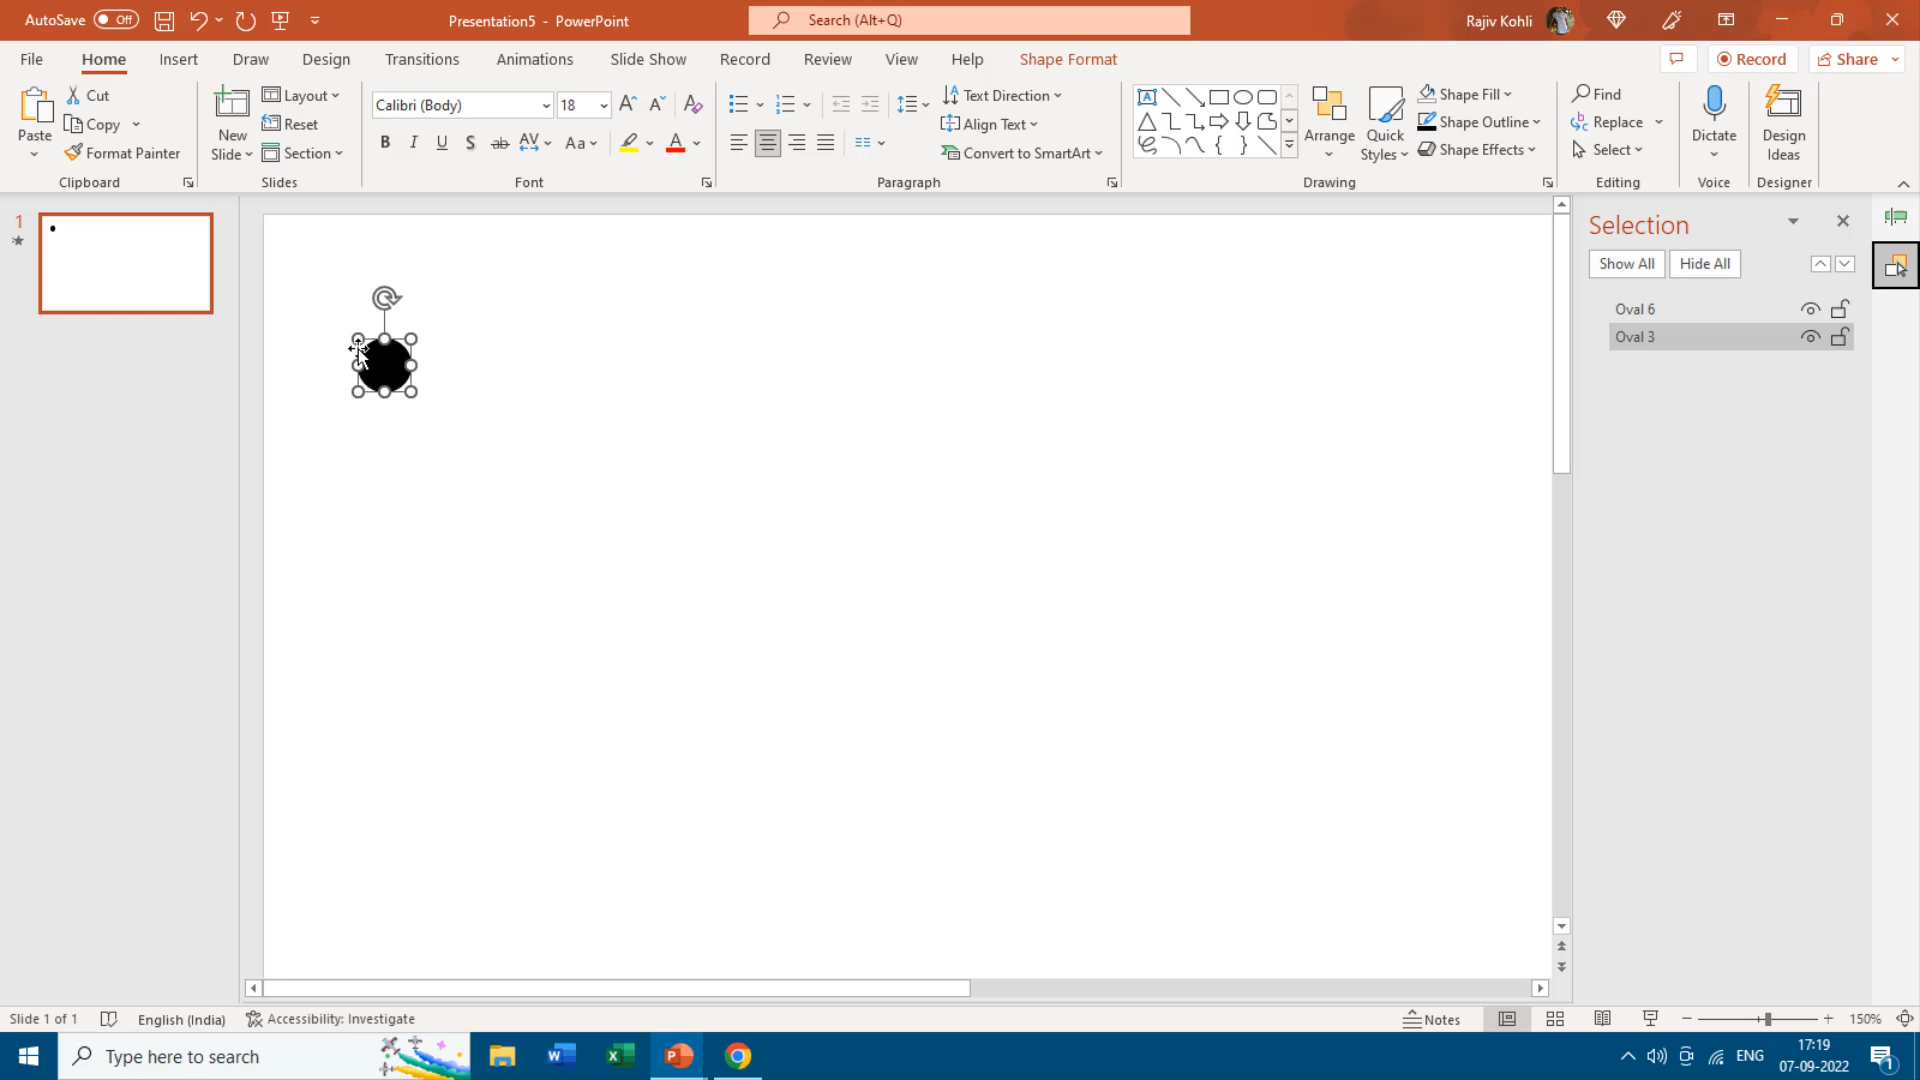 AutoSave Off Presentation5 - PowerPoint Search (Alt+Q) Rajiv Kohli
File Home Insert Draw Design Transitions Animations Slide Show Record Review View Help Shape Format Record Share
Paste Cut Copy Format Painter Clipboard
New Slide Layout Reset Section Slides
Calibri (Body) 18 A A A
B I U S ab AV Aa A Font
Text Direction Align Text Convert to SmartArt Paragraph
Arrange Quick Styles Shape Fill Shape Outline Shape Effects Drawing
Find Replace Select Editing
Dictate Voice
Design Ideas Designer
1
Selection
Show All Hide All
Oval 6
Oval 3
Slide 1 of 1 English (India) Accessibility: Investigate Notes 150%
Type here to search ENG 17:19
07-09-2022 1